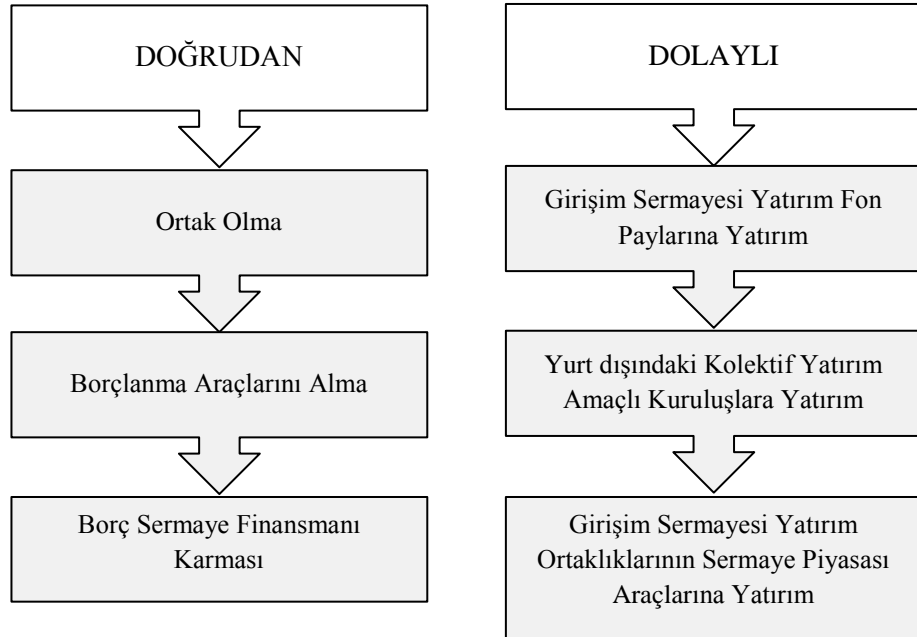 DOĞRUDAN
Ortak Olma
Borçlanma Araçlarını Alma
Borç Sermaye Finansmanı
Karması
DOLAYLI
Girişim Sermayesi Yatırım Fon
Paylarına Yatırım
Yurt dışındaki Kolektif Yatırım
Amaçlı Kuruluşlara Yatırım
Girişim Sermayesi Yatırım
Ortaklıklarının Sermaye Piyasası
Araçlarına Yatırım